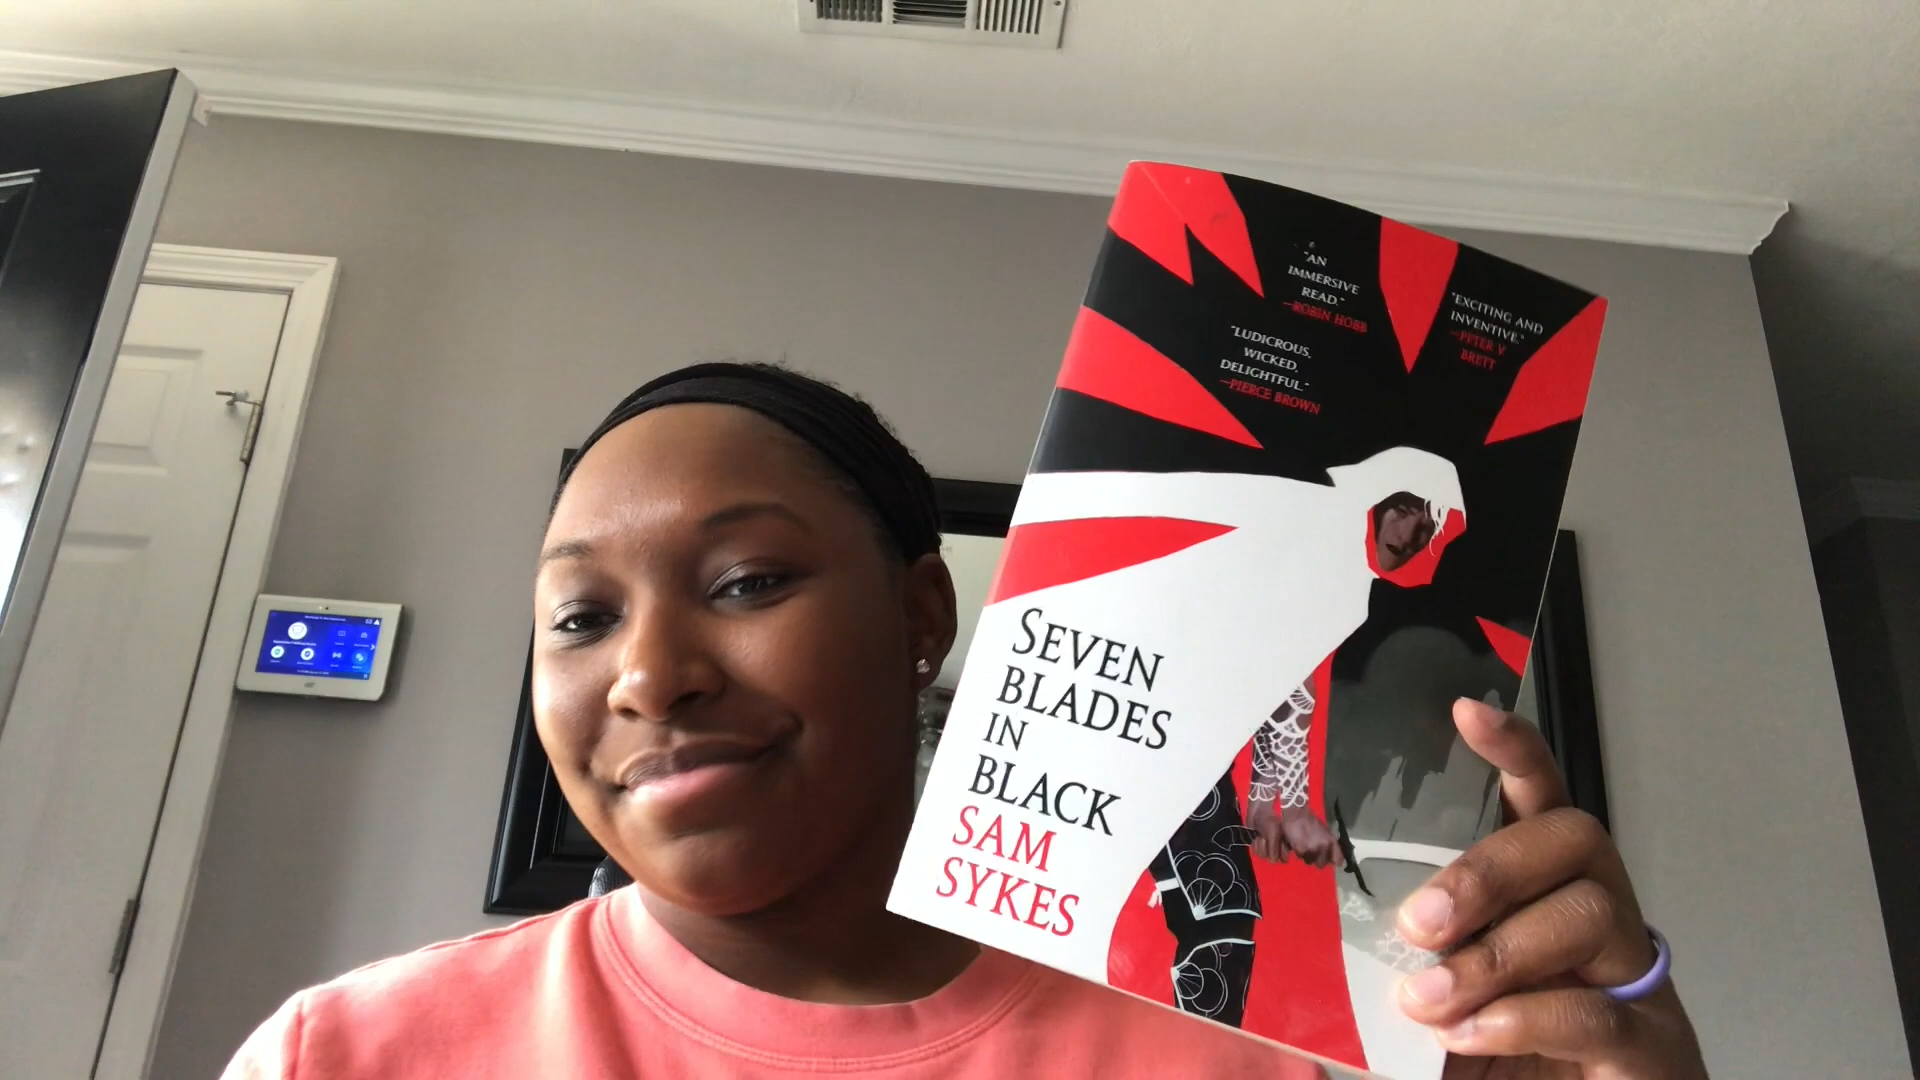 "AN
IMMERSIVE
READ."
—ROBIN HOBB
"EXCITING AND
INVENTIVE."
—PETER V.
BRETT
"LUDICROUS,
WICKED,
DELIGHTFUL."
—PIERCE BROWN
SEVEN
BLADES
IN
BLACK
SAM
SYKES